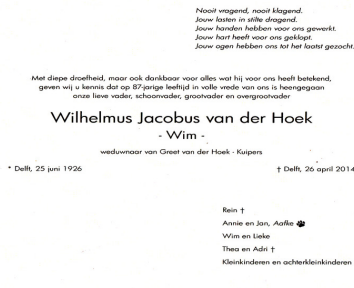 Nooit vragend, nooit klagend.
Jouw lasten in stilte dragend.
Jouw handen hebben voor ons gewerkt.
Jouw hart heeft voor ons geklopt.
Jouw ogen hebben ons tot het laatst gezocht.
Met diepe droefheid, maar ook dankbaar voor alles wat hij voor ons heeft betekend,
geven wij u kennis dat op 87-jarige leeftijd in volle vrede van ons is heengegaan
onze lieve vader, schoonvader, grootvader en overgrootvader
Wilhelmus Jacobus van der Hoek
- Wim -
weduwnaar van Greet van der Hoek - Kuipers
* Delft, 25 juni 1926 † Delft, 26 april 2014
Rein †
Annie en Jan, Aafke
Wim en Lieke
Thea en Adri †
Kleinkinderen en achterkleinkinderen